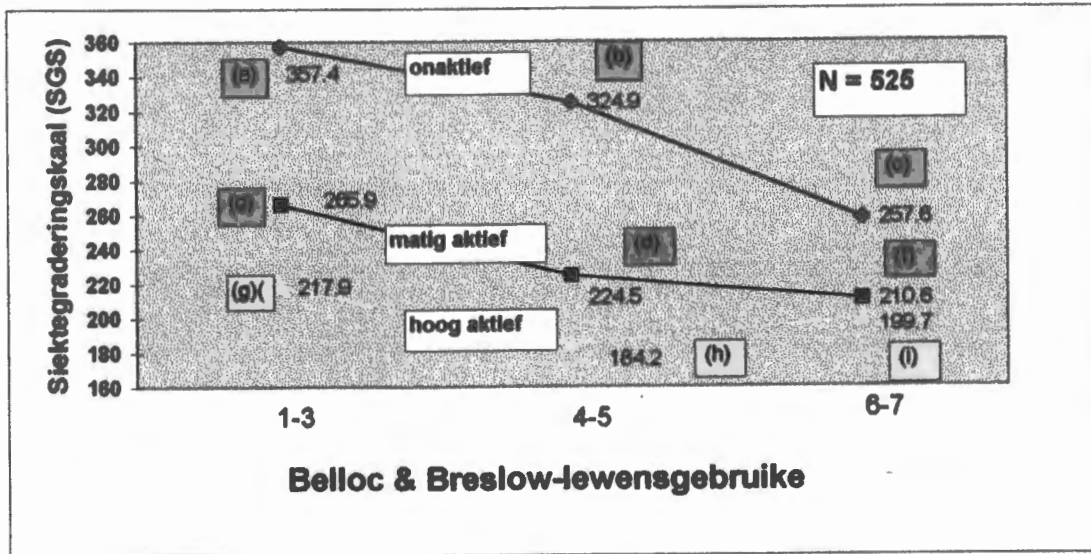 Siektegraderingskaal (SGS)
360
340
320
300
280
260
240
220
200
180
160
onaktief
matig aktief
hoog aktief
N = 525
(a)
357.4
(b)
324.9
(c)
257.6
265.9
(d)
224.5
210.6
(g)(
217.9
184.2
(h)
199.7
(i)
1-3
4-5
6-7
Belloc & Breslow-lewensgebruike